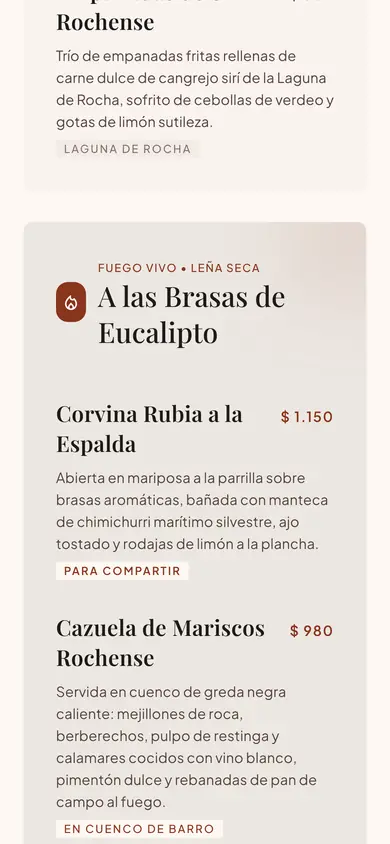 Rochense
Trío de empanadas fritas rellenas de
carne dulce de cangrejo sirí de la Laguna
de Rocha, sofrito de cebollas de verdeo y
gotas de limón sutileza.
LAGUNA DE ROCHA
FUEGO VIVO • LEÑA SECA
A las Brasas de
Eucalipto
Corvina Rubia a la
Espalda
$ 1.150
Abierta en mariposa a la parrilla sobre
brasas aromáticas, bañada con manteca
de chimichurri marítimo silvestre, ajo
tostado y rodajas de limón a la plancha.
PARA COMPARTIR
Cazuela de Mariscos
Rochense
$ 980
Servida en cuenco de greda negra
caliente: mejillones de roca,
berberechos, pulpo de restinga y
calamares cocidos con vino blanco,
pimentón dulce y rebanadas de pan de
campo al fuego.
EN CUENCO DE BARRO